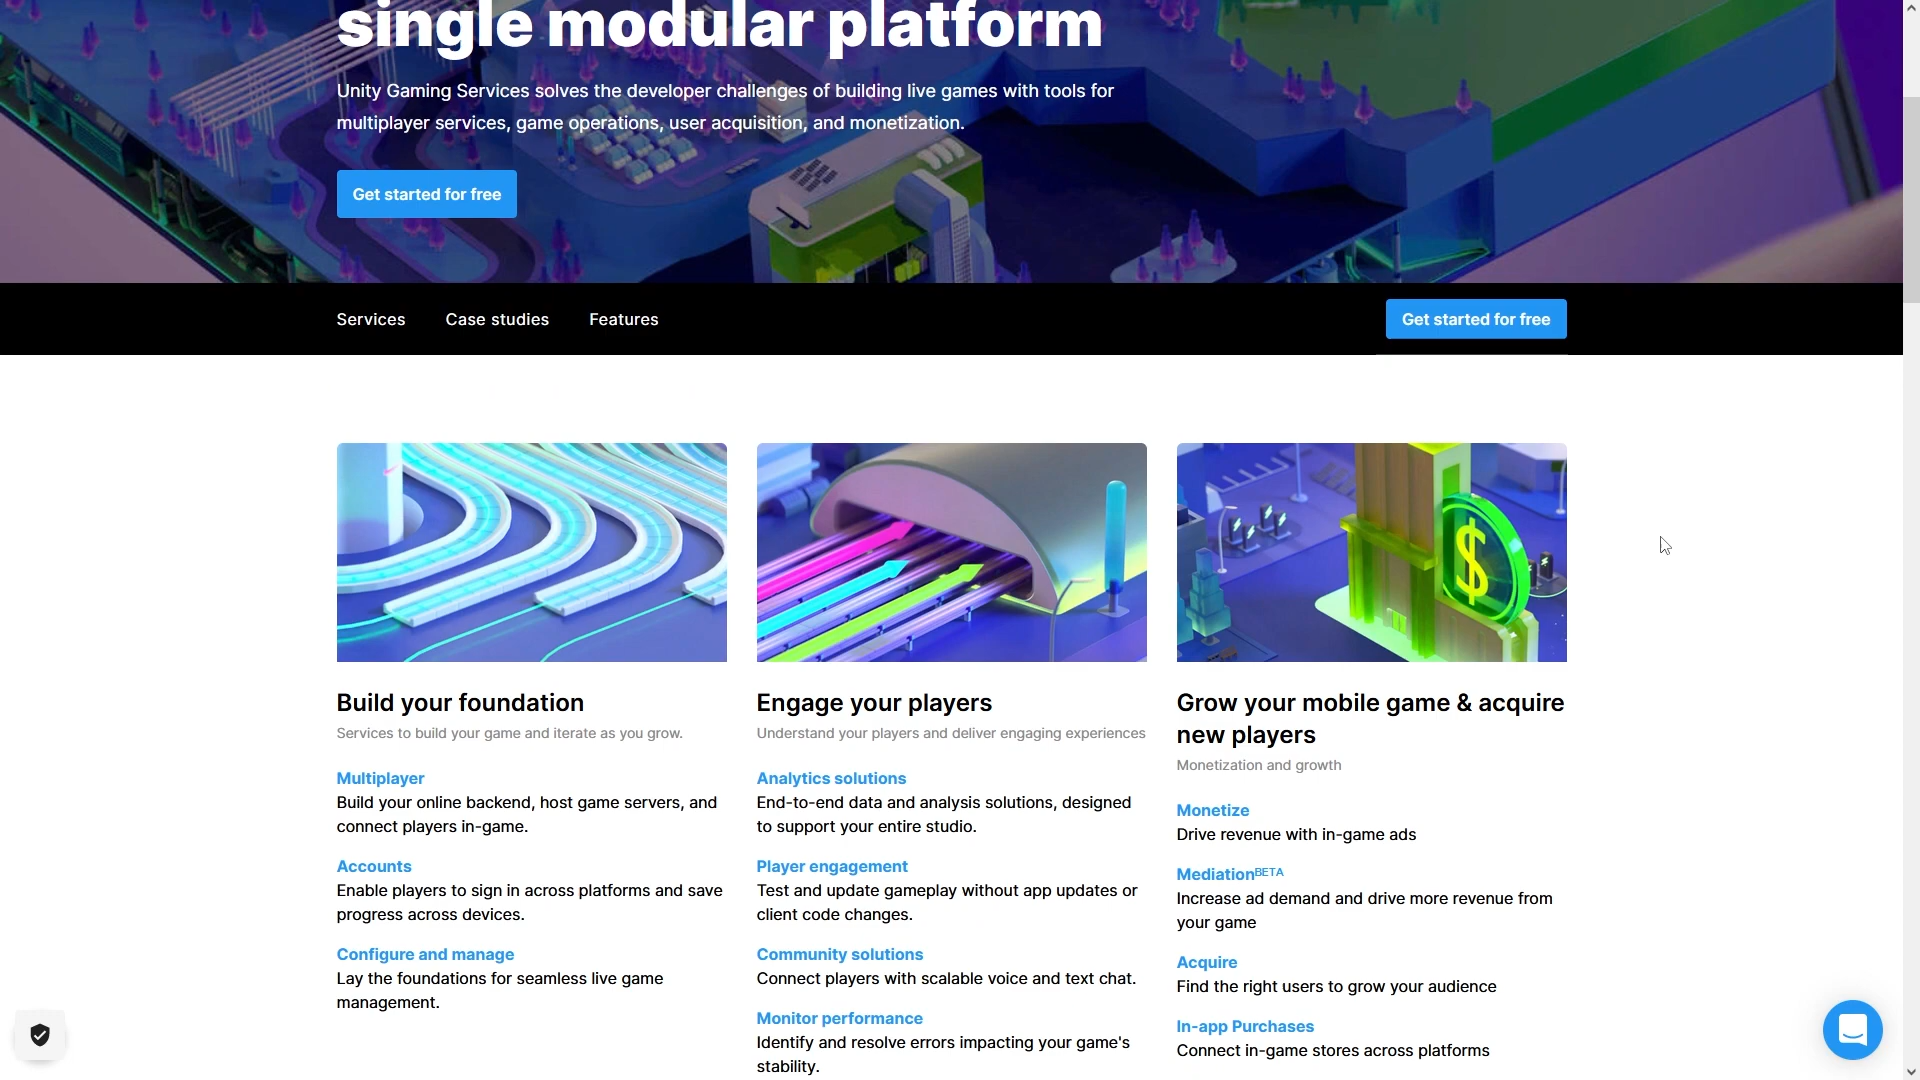 single modular platform
Unity Gaming Services solves the developer challenges of building live games with tools for
multiplayer services, game operations, user acquisition, and monetization.
Get started for free
Services
Case studies
Features
Get started for free
Build your foundation
Services to build your game and iterate as you grow.
Multiplayer
Build your online backend, host game servers, and
connect players in-game.
Accounts
Enable players to sign in across platforms and save
progress across devices.
Configure and manage
Lay the foundations for seamless live game
management.
Engage your players
Understand your players and deliver engaging experiences
Analytics solutions
End-to-end data and analysis solutions, designed
to support your entire studio.
Player engagement
Test and update gameplay without app updates or
client code changes.
Community solutions
Connect players with scalable voice and text chat.
Monitor performance
Identify and resolve errors impacting your game's
stability.
$
Grow your mobile game & acquire
new players
Monetization and growth
Monetize
Drive revenue with in-game ads
MediationBETA
Increase ad demand and drive more revenue from
your game
Acquire
Find the right users to grow your audience
In-app Purchases
Connect in-game stores across platforms